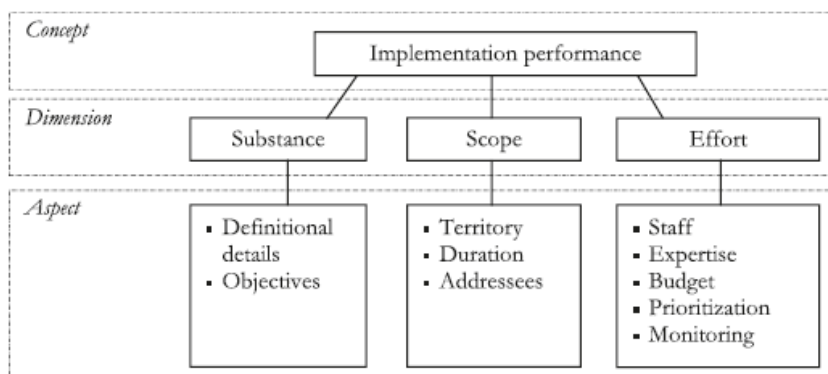 Concept
Implementation performance
Dimension
Substance
Scope
Effort
Aspect
▪ Definitional
details
▪ Objectives
▪ Territory
▪ Duration
▪ Addressees
▪ Staff
▪ Expertise
▪ Budget
▪ Prioritization
▪ Monitoring